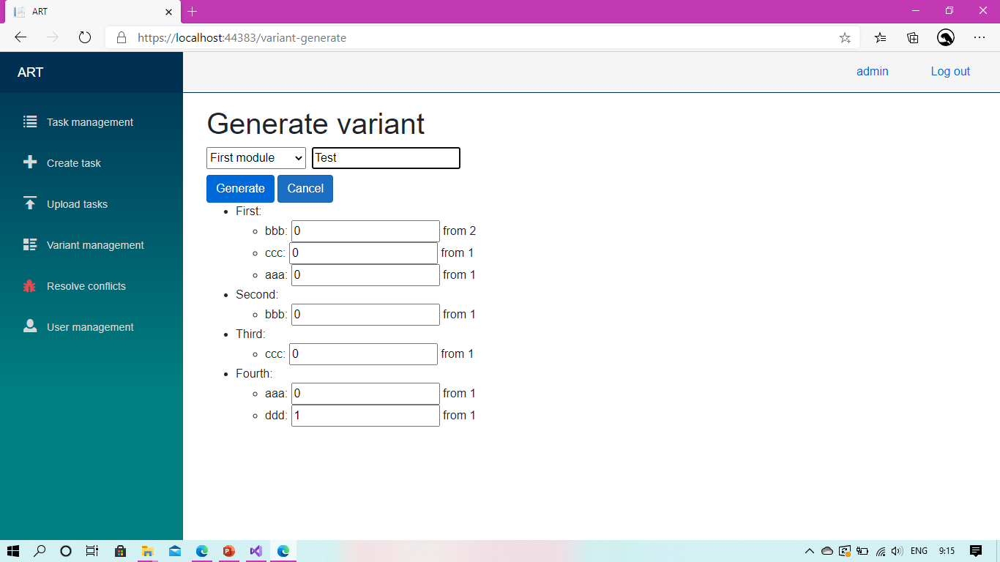 ART
https://localhost:44383/variant-generate
ART
admin Log out
Task management
Create task
Upload tasks
Variant management
Resolve conflicts
User management
Generate variant
First module Test
Generate Cancel
First:
bbb: 0 from 2
ccc: 0 from 1
aaa: 0 from 1
Second:
bbb: 0 from 1
Third:
ccc: 0 from 1
Fourth:
aaa: 0 from 1
ddd: 1 from 1
ENG 9:15